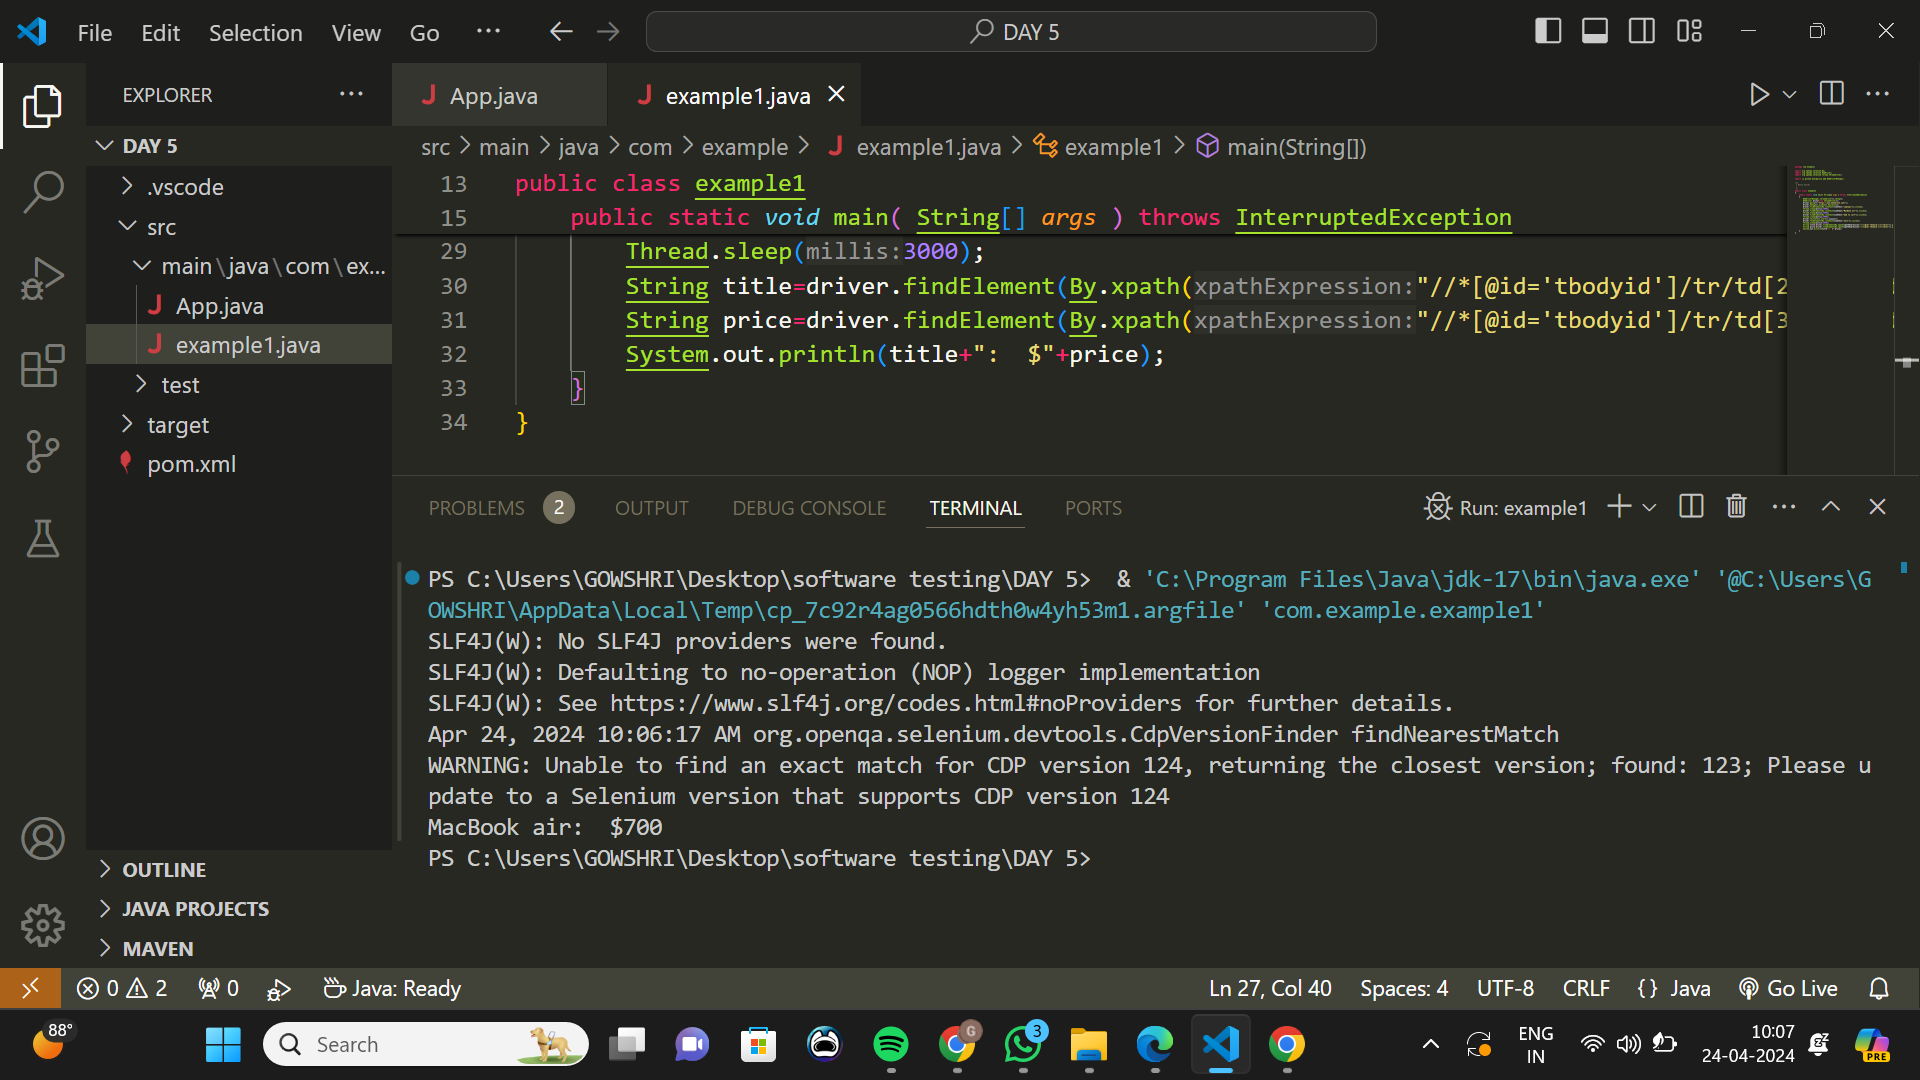 File Edit Selection View Go ··· DAY 5
EXPLORER ···
App.java
example1.java
DAY 5
.vscode
src
main\java\com\ex...
App.java
example1.java
test
target
pom.xml
OUTLINE
JAVA PROJECTS
MAVEN
src > main > java > com > example > example1.java > example1 > main(String[])
13 public class example1
15 public static void main( String[] args ) throws InterruptedException
29 Thread.sleep(millis:3000);
30 String title=driver.findElement(By.xpath(xpathExpression:"//*[@id='tbodyid']/tr/td[2
31 String price=driver.findElement(By.xpath(xpathExpression:"//*[@id='tbodyid']/tr/td[3
32 System.out.println(title+":  $"+price);
33 }
34 }
PROBLEMS 2 OUTPUT DEBUG CONSOLE TERMINAL PORTS Run: example1
PS C:\Users\GOWSHRI\Desktop\software testing\DAY 5>  & 'C:\Program Files\Java\jdk-17\bin\java.exe' '@C:\Users\G
OWSHRI\AppData\Local\Temp\cp_7c92r4ag0566hdth0w4yh53m1.argfile' 'com.example.example1'
SLF4J(W): No SLF4J providers were found.
SLF4J(W): Defaulting to no-operation (NOP) logger implementation
SLF4J(W): See https://www.slf4j.org/codes.html#noProviders for further details.
Apr 24, 2024 10:06:17 AM org.openqa.selenium.devtools.CdpVersionFinder findNearestMatch
WARNING: Unable to find an exact match for CDP version 124, returning the closest version; found: 123; Please u
pdate to a Selenium version that supports CDP version 124
MacBook air:  $700
PS C:\Users\GOWSHRI\Desktop\software testing\DAY 5>
0 2 0 Java: Ready Ln 27, Col 40 Spaces: 4 UTF-8 CRLF {} Java Go Live
88° Search G 3 ENG 10:07
IN 24-04-2024 PRE